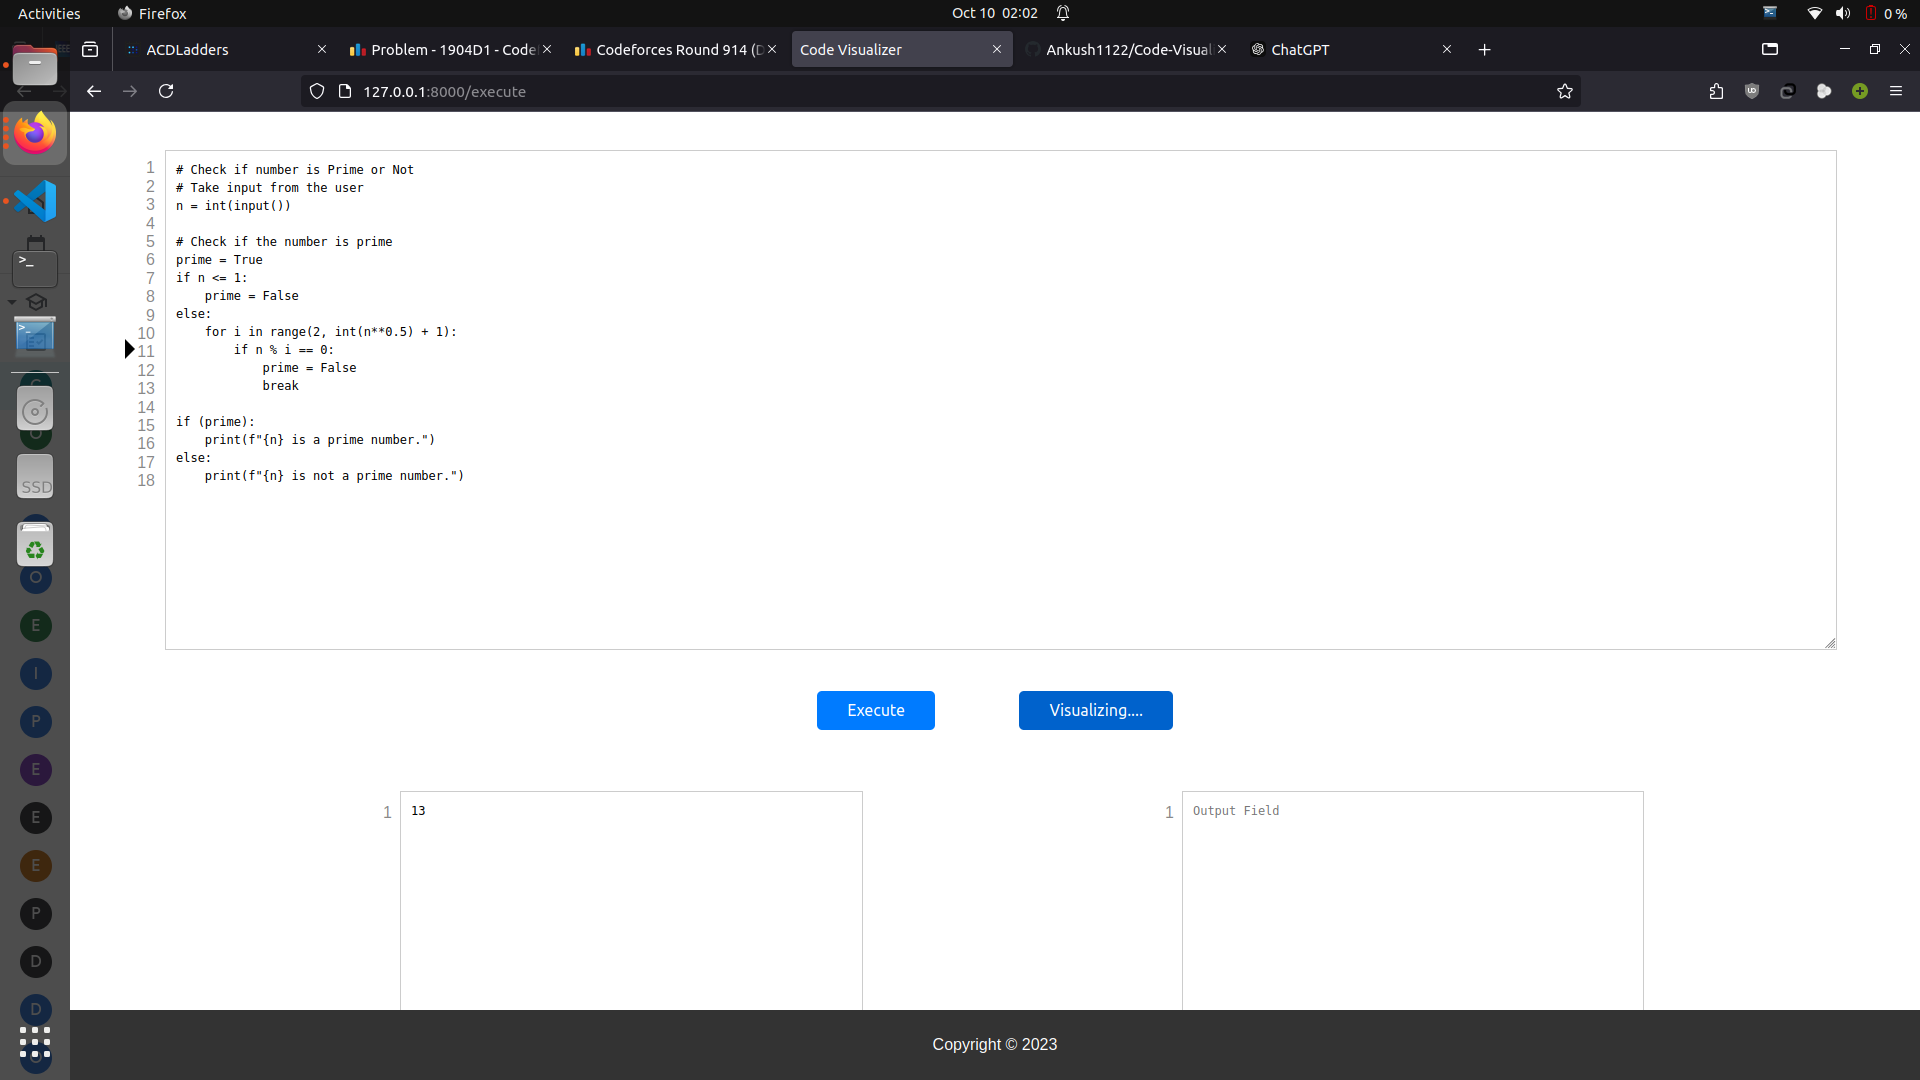 Activities
Firefox
Oct 10 02:02
0 %
ACDLadders
Problem - 1904D1 - Code
Codeforces Round 914 (D
Code Visualizer
Ankush1122/Code-Visual
ChatGPT
127.0.0.1:8000/execute
1 # Check if number is Prime or Not
2 # Take input from the user
3 n = int(input())
4
5 # Check if the number is prime
6 prime = True
7 if n <= 1:
8     prime = False
9 else:
10     for i in range(2, int(n**0.5) + 1):
11         if n % i == 0:
12             prime = False
13             break
14
15 if (prime):
16     print(f"{n} is a prime number.")
17 else:
18     print(f"{n} is not a prime number.")
SSD
O
E
I
P
E
E
E
P
D
D
Execute
Visualizing....
1 13
1 Output Field
Copyright © 2023